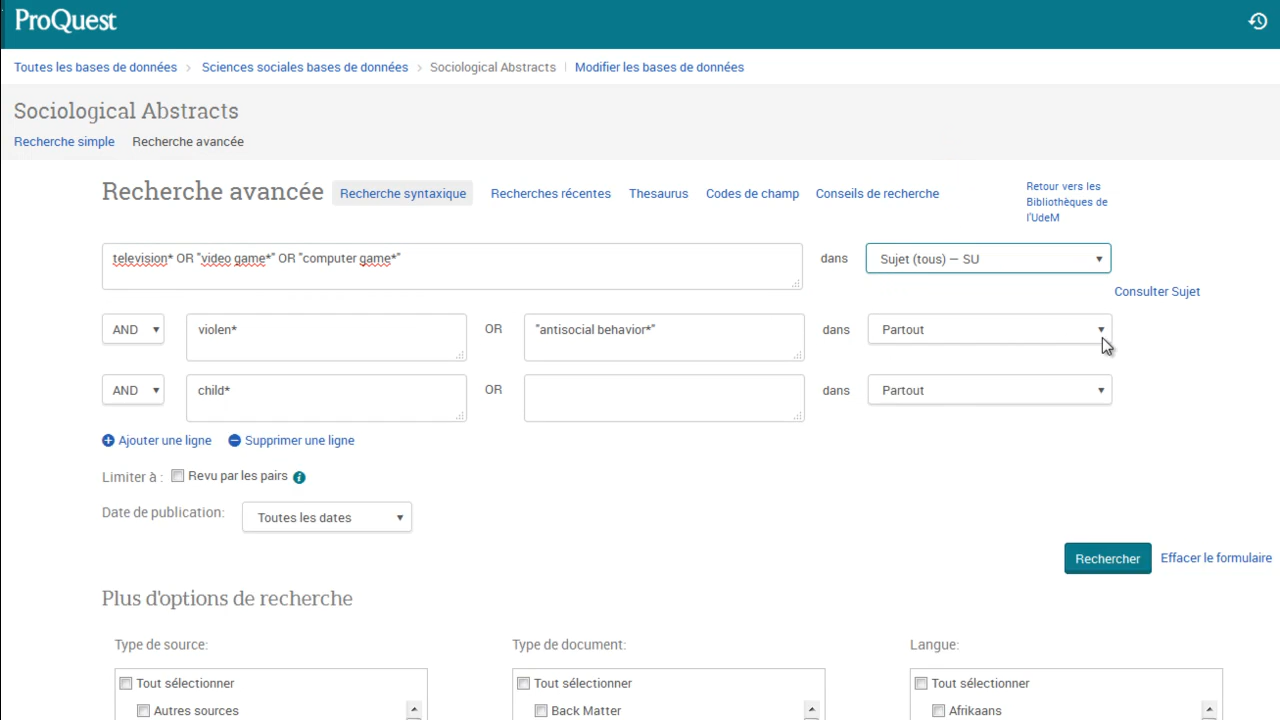 ProQuest
Toutes les bases de données > Sciences sociales bases de données > Sociological Abstracts | Modifier les bases de données
Sociological Abstracts
Recherche simple Recherche avancée
Recherche avancée Recherche syntaxique Recherches récentes Thesaurus Codes de champ Conseils de recherche
Retour vers les
Bibliothèques de
l'UdeM
television* OR "video game*" OR "computer game*" dans Sujet (tous) — SU
Consulter Sujet
AND violen* OR "antisocial behavior*" dans Partout
AND child* OR dans Partout
Ajouter une ligne Supprimer une ligne
Limiter à : Revu par les pairs i
Date de publication: Toutes les dates
Rechercher Effacer le formulaire
Plus d'options de recherche
Type de source: Type de document: Langue:
Tout sélectionner Tout sélectionner Tout sélectionner
Autres sources Back Matter Afrikaans